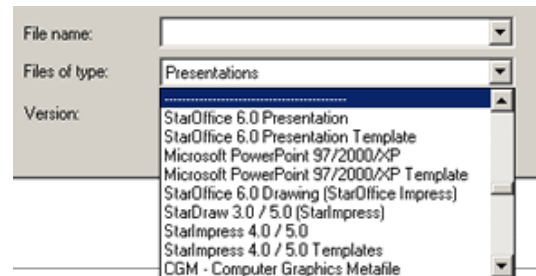 File name:
Files of type: Presentations
Version:
--------------------------------------------
StarOffice 6.0 Presentation
StarOffice 6.0 Presentation Template
Microsoft PowerPoint 97/2000/XP
Microsoft PowerPoint 97/2000/XP Template
StarOffice 6.0 Drawing (StarOffice Impress)
StarDraw 3.0 / 5.0 (StarImpress)
StarImpress 4.0 / 5.0
StarImpress 4.0 / 5.0 Templates
CGM - Computer Graphics Metafile